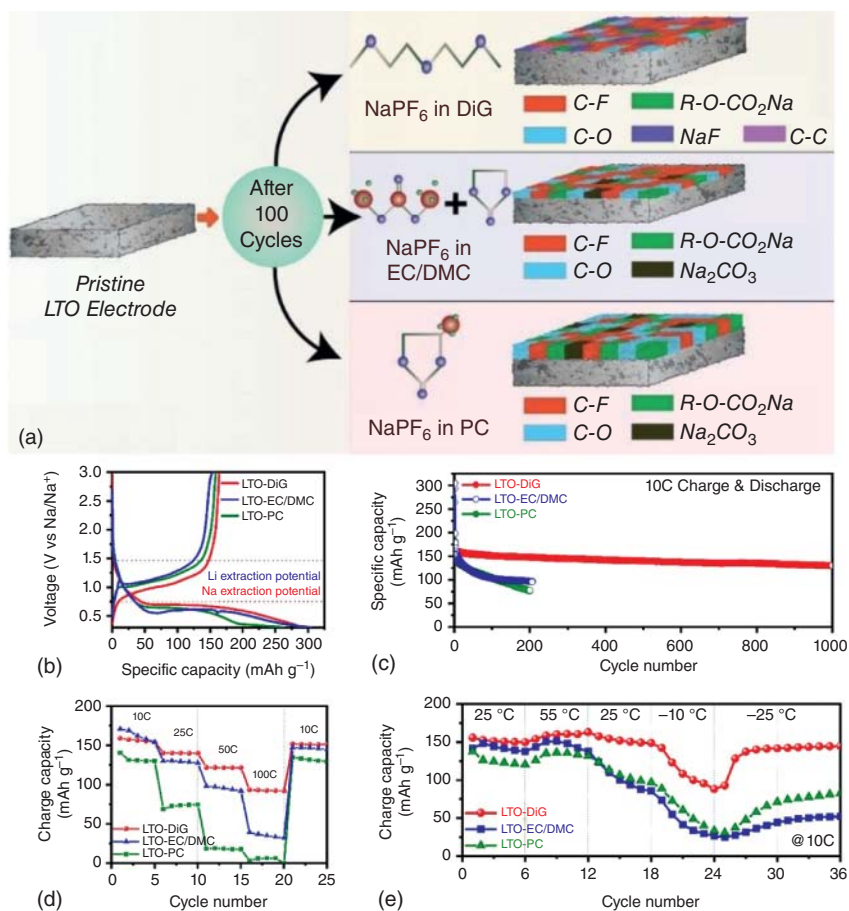 NaPF6 in DiG
C-F
R-O-CO2Na
C-O
NaF
C-C
After
100
Cycles
Pristine
LTO Electrode
NaPF6 in
EC/DMC
C-F
R-O-CO2Na
C-O
Na2CO3
NaPF6 in PC
C-F
R-O-CO2Na
C-O
Na2CO3
(a)
Voltage (V vs Na/Na+)
3.0
2.5
2.0
1.5
1.0
0.5
LTO-DiG
LTO-EC/DMC
LTO-PC
Li extraction potential
Na extraction potential
0 50 100 150 200 250 300
Specific capacity (mAh g–1)
(b)
Specific capacity
(mAh g–1)
300
250
200
150
100
50
0
LTO-DiG
LTO-EC/DMC
LTO-PC
10C Charge & Discharge
0 200 400 600 800 1000
Cycle number
(c)
Charge capacity
(mAh g–1)
200
150
100
50
0
10C
25C
50C
100C
10C
LTO-DiG
LTO-EC/DMC
LTO-PC
0 5 10 15 20 25
Cycle number
(d)
Charge capacity
(mAh g–1)
200
150
100
50
0
25 °C 55 °C 25 °C –10 °C –25 °C
LTO-DiG
LTO-EC/DMC
LTO-PC
@10C
0 6 12 18 24 30 36
Cycle number
(e)